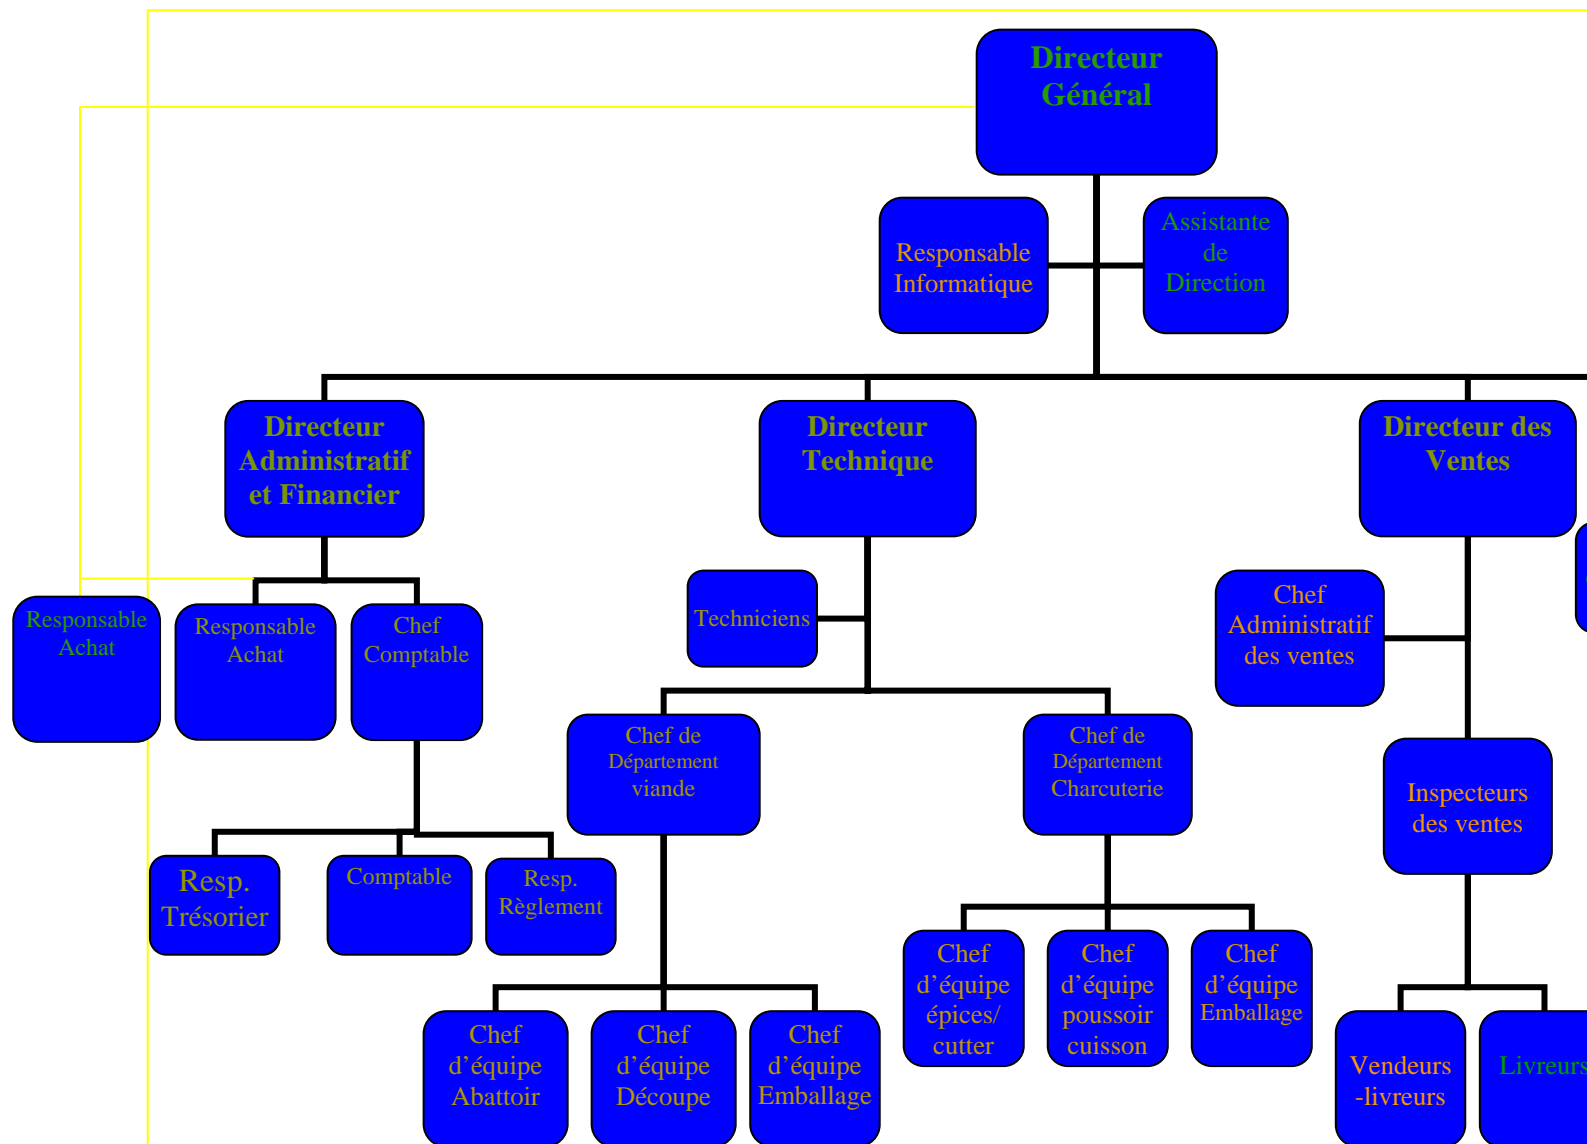 Directeur
Général
Responsable
Informatique
Assistante
de
Direction
Directeur
Administratif
et Financier
Directeur
Technique
Directeur des
Ventes
Responsable
Achat
Responsable
Achat
Chef
Comptable
Techniciens
Chef
Administratif
des ventes
Chef de
Département
viande
Chef de
Département
Charcuterie
Inspecteurs
des ventes
Resp.
Trésorier
Comptable
Resp.
Règlement
Chef
d’équipe
épices/
cutter
Chef
d’équipe
poussoir
cuisson
Chef
d’équipe
Emballage
Chef
d’équipe
Abattoir
Chef
d’équipe
Découpe
Chef
d’équipe
Emballage
Vendeurs
-livreurs
Livreurs